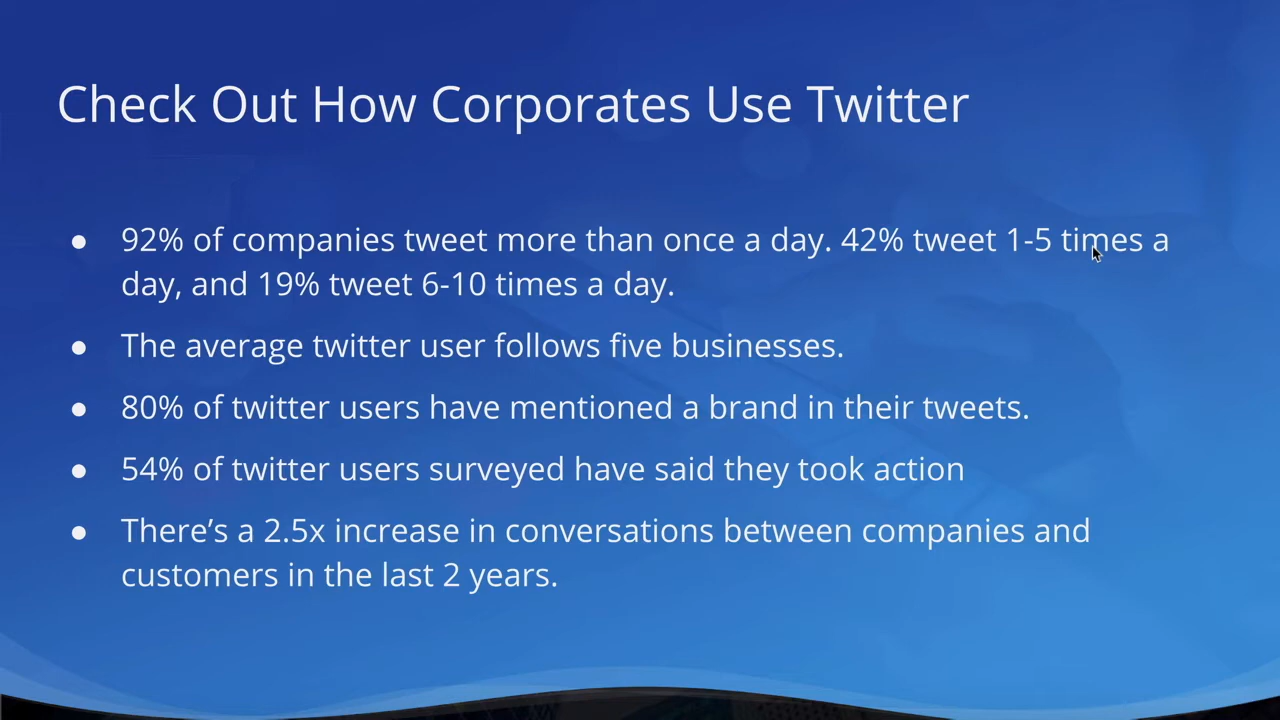 Check Out How Corporates Use Twitter
● 92% of companies tweet more than once a day. 42% tweet 1-5 times a
day, and 19% tweet 6-10 times a day.
● The average twitter user follows five businesses.
● 80% of twitter users have mentioned a brand in their tweets.
● 54% of twitter users surveyed have said they took action
● There’s a 2.5x increase in conversations between companies and
customers in the last 2 years.